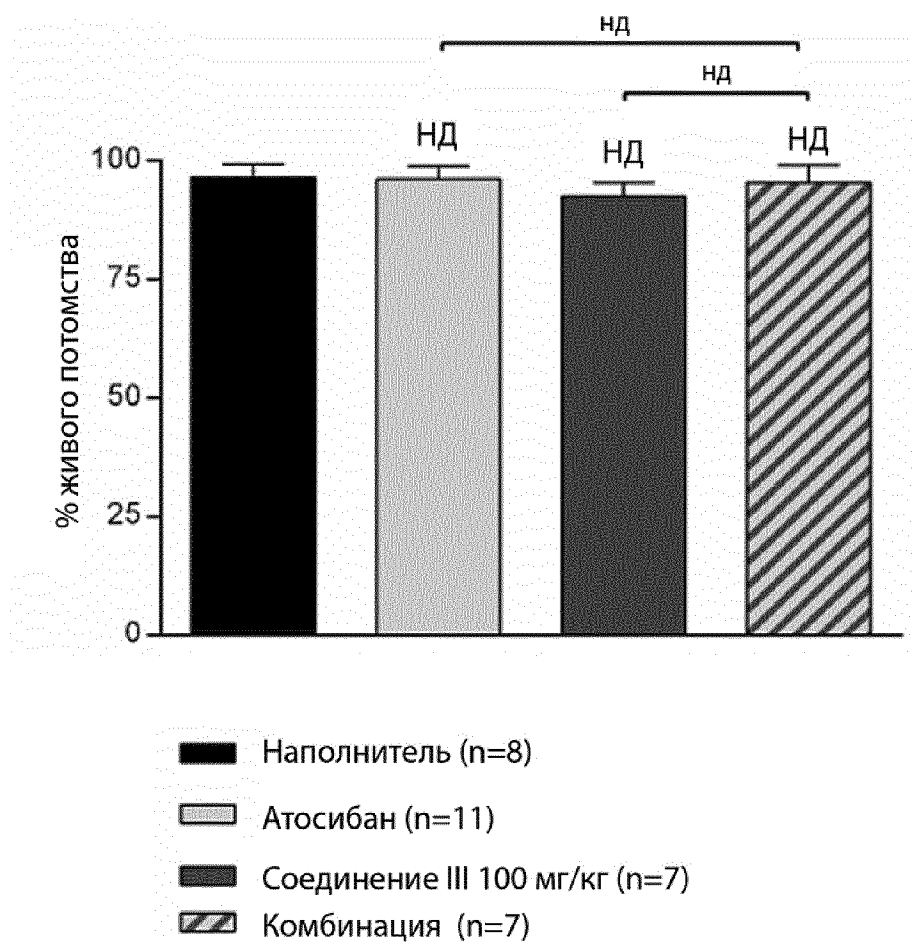 нд
нд
НД
НД
НД
100
75
50
25
0
% живого потомства
Наполнитель (n=8)
Атосибан (n=11)
Соединение III 100 мг/кг (n=7)
Комбинация (n=7)